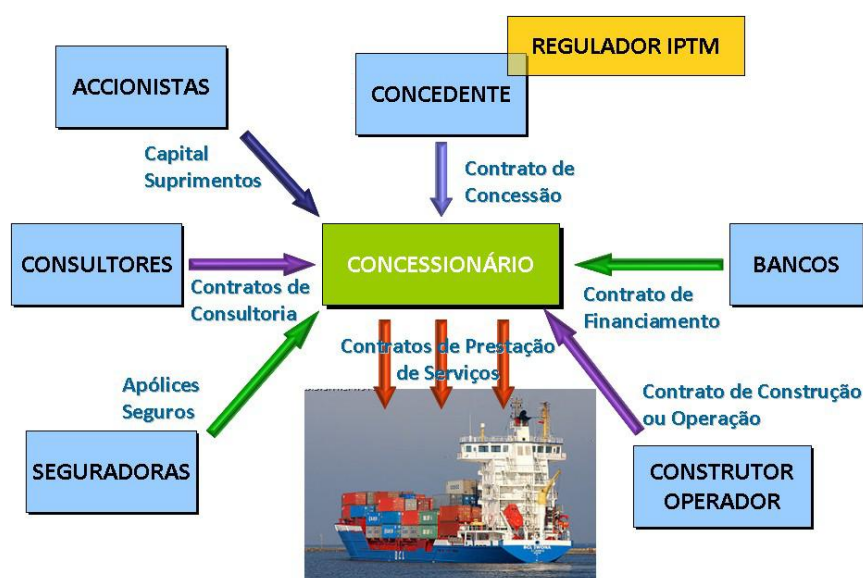 REGULADOR IPTM
ACCIONISTAS
CONCEDENTE
Capital
Suprimentos
Contrato de
Concessão
CONSULTORES
CONCESSIONÁRIO
BANCOS
Contratos de
Consultoria
Contrato de
Financiamento
Contratos de Prestação
de Serviços
Apólices
Seguros
Contrato de Construção
ou Operação
SEGURADORAS
CONSTRUTOR
OPERADOR
BCL